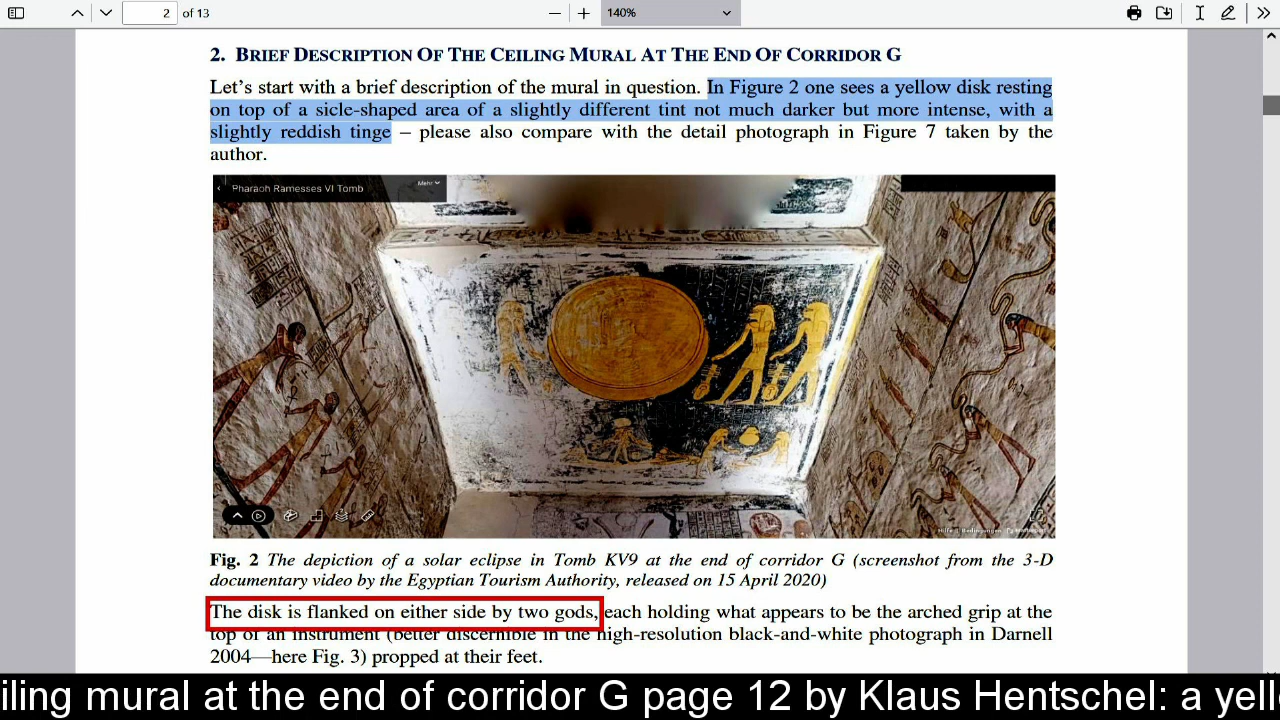 2 of 13
140%
2. BRIEF DESCRIPTION OF THE CEILING MURAL AT THE END OF CORRIDOR G
Let’s start with a brief description of the mural in question. In Figure 2 one sees a yellow disk resting
on top of a sicle-shaped area of a slightly different tint not much darker but more intense, with a
slightly reddish tinge – please also compare with the detail photograph in Figure 7 taken by the
author.
Pharaoh Ramesses VI Tomb
Mehr
Fig. 2 The depiction of a solar eclipse in Tomb KV9 at the end of corridor G (screenshot from the 3-D
documentary video by the Egyptian Tourism Authority, released on 15 April 2020)
The disk is flanked on either side by two gods, each holding what appears to be the arched grip at the
top of an instrument (better discernible in the high-resolution black-and-white photograph in Darnell
2004—here Fig. 3) propped at their feet.
iling mural at the end of corridor G page 12 by Klaus Hentschel: a yell